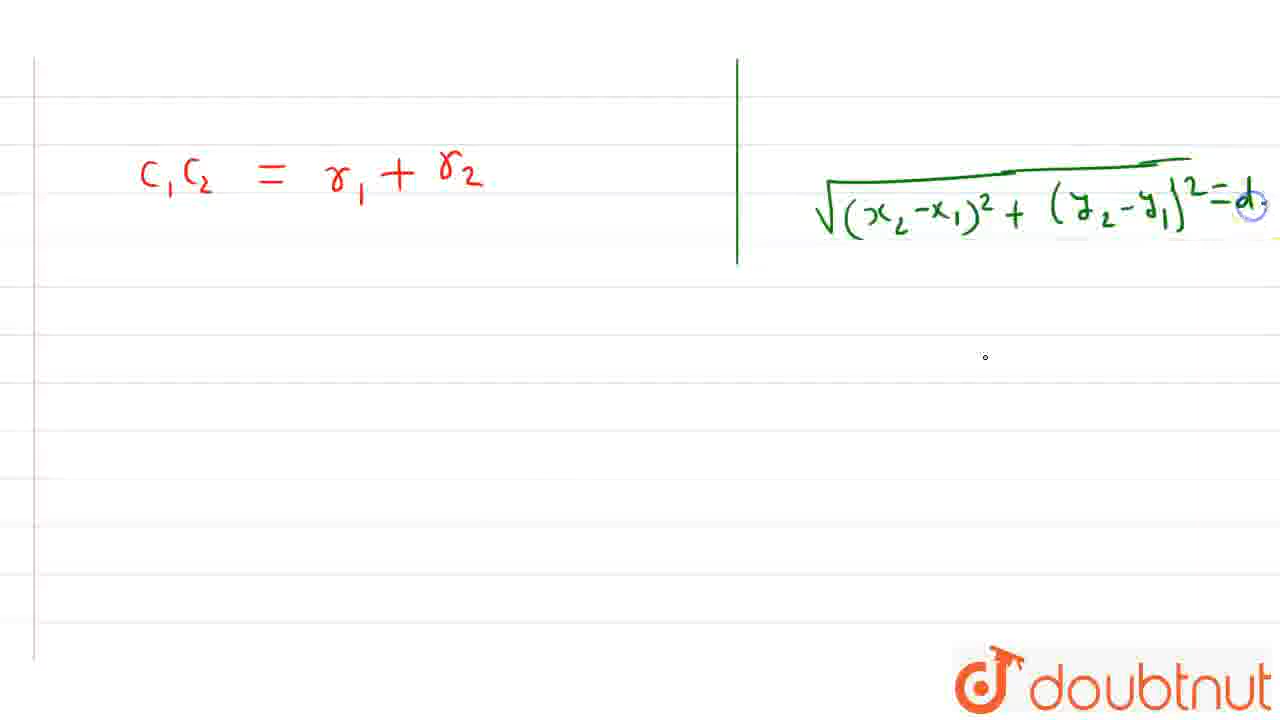 C₁C₂ = r₁ + r₂
√(x₂-x₁)² + (y₂-y₁)² = d.
doubtnut